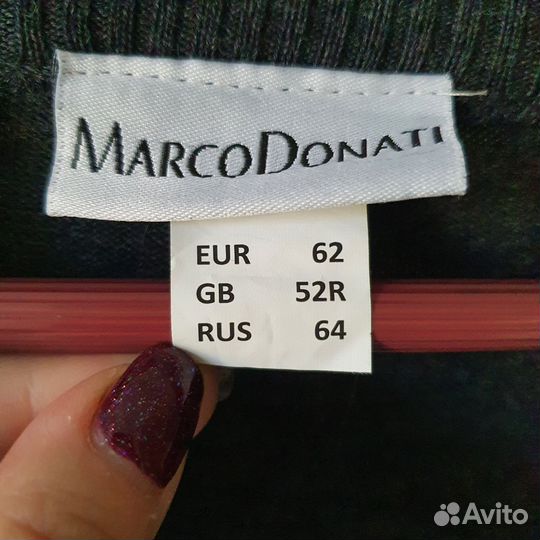 MARCODONATI
EUR 62
GB 52R
RUS 64
Avito